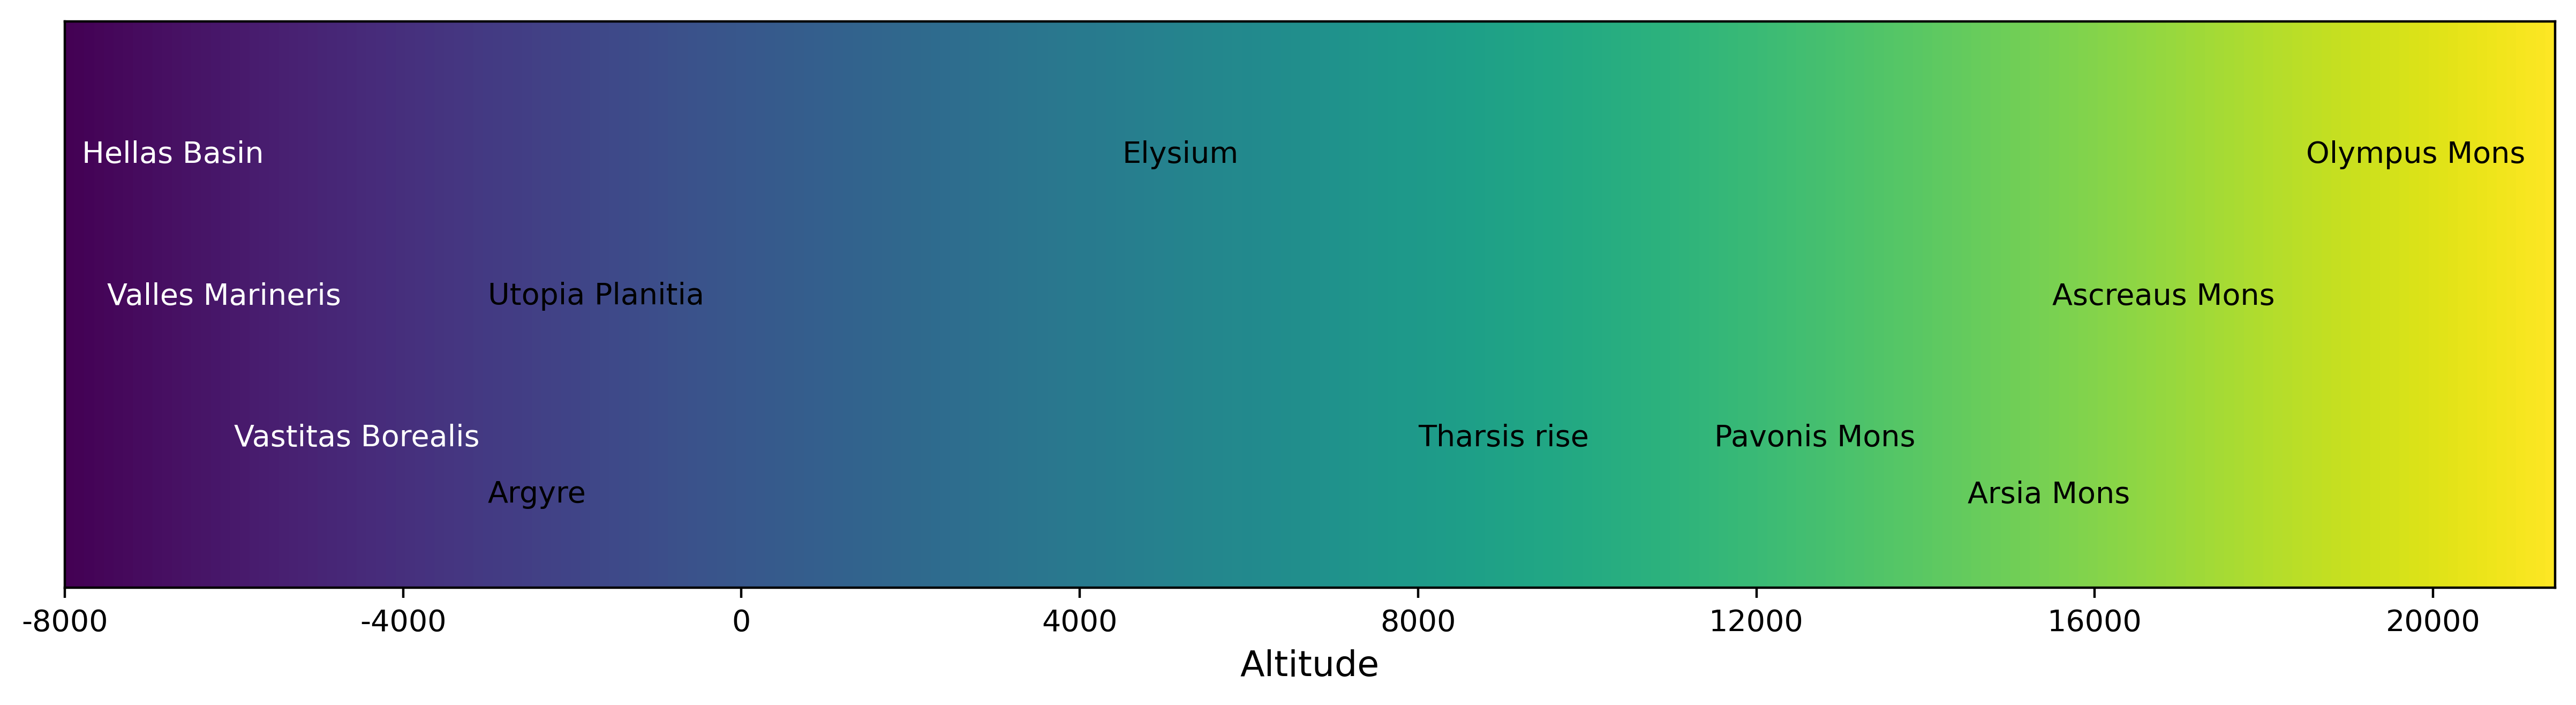 Hellas Basin
Elysium
Olympus Mons
Valles Marineris
Utopia Planitia
Ascreaus Mons
Vastitas Borealis
Tharsis rise
Pavonis Mons
Argyre
Arsia Mons
-8000 -4000 0 4000 8000 12000 16000 20000
Altitude